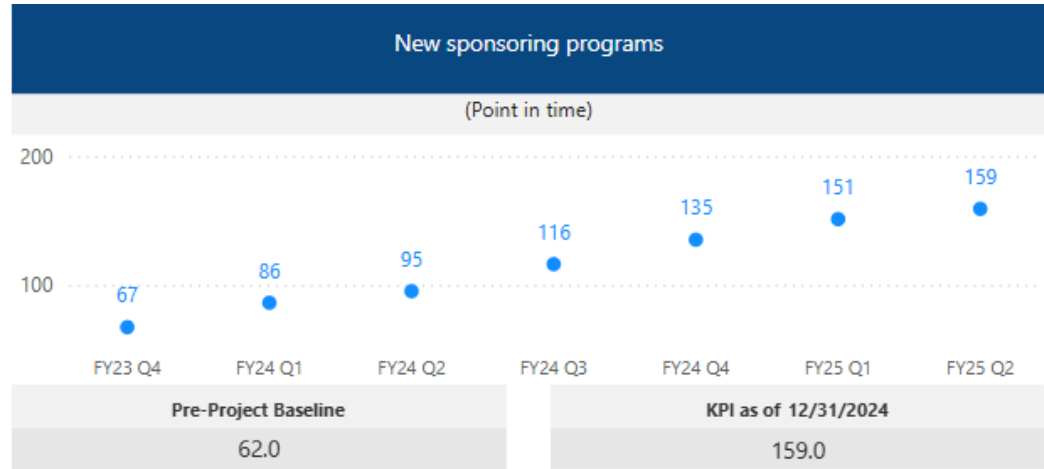 New sponsoring programs
(Point in time)
200
159
151
135
116
95
86
100
67
FY23 Q4 FY24 Q1 FY24 Q2 FY24 Q3 FY24 Q4 FY25 Q1 FY25 Q2
Pre-Project Baseline KPI as of 12/31/2024
62.0 159.0